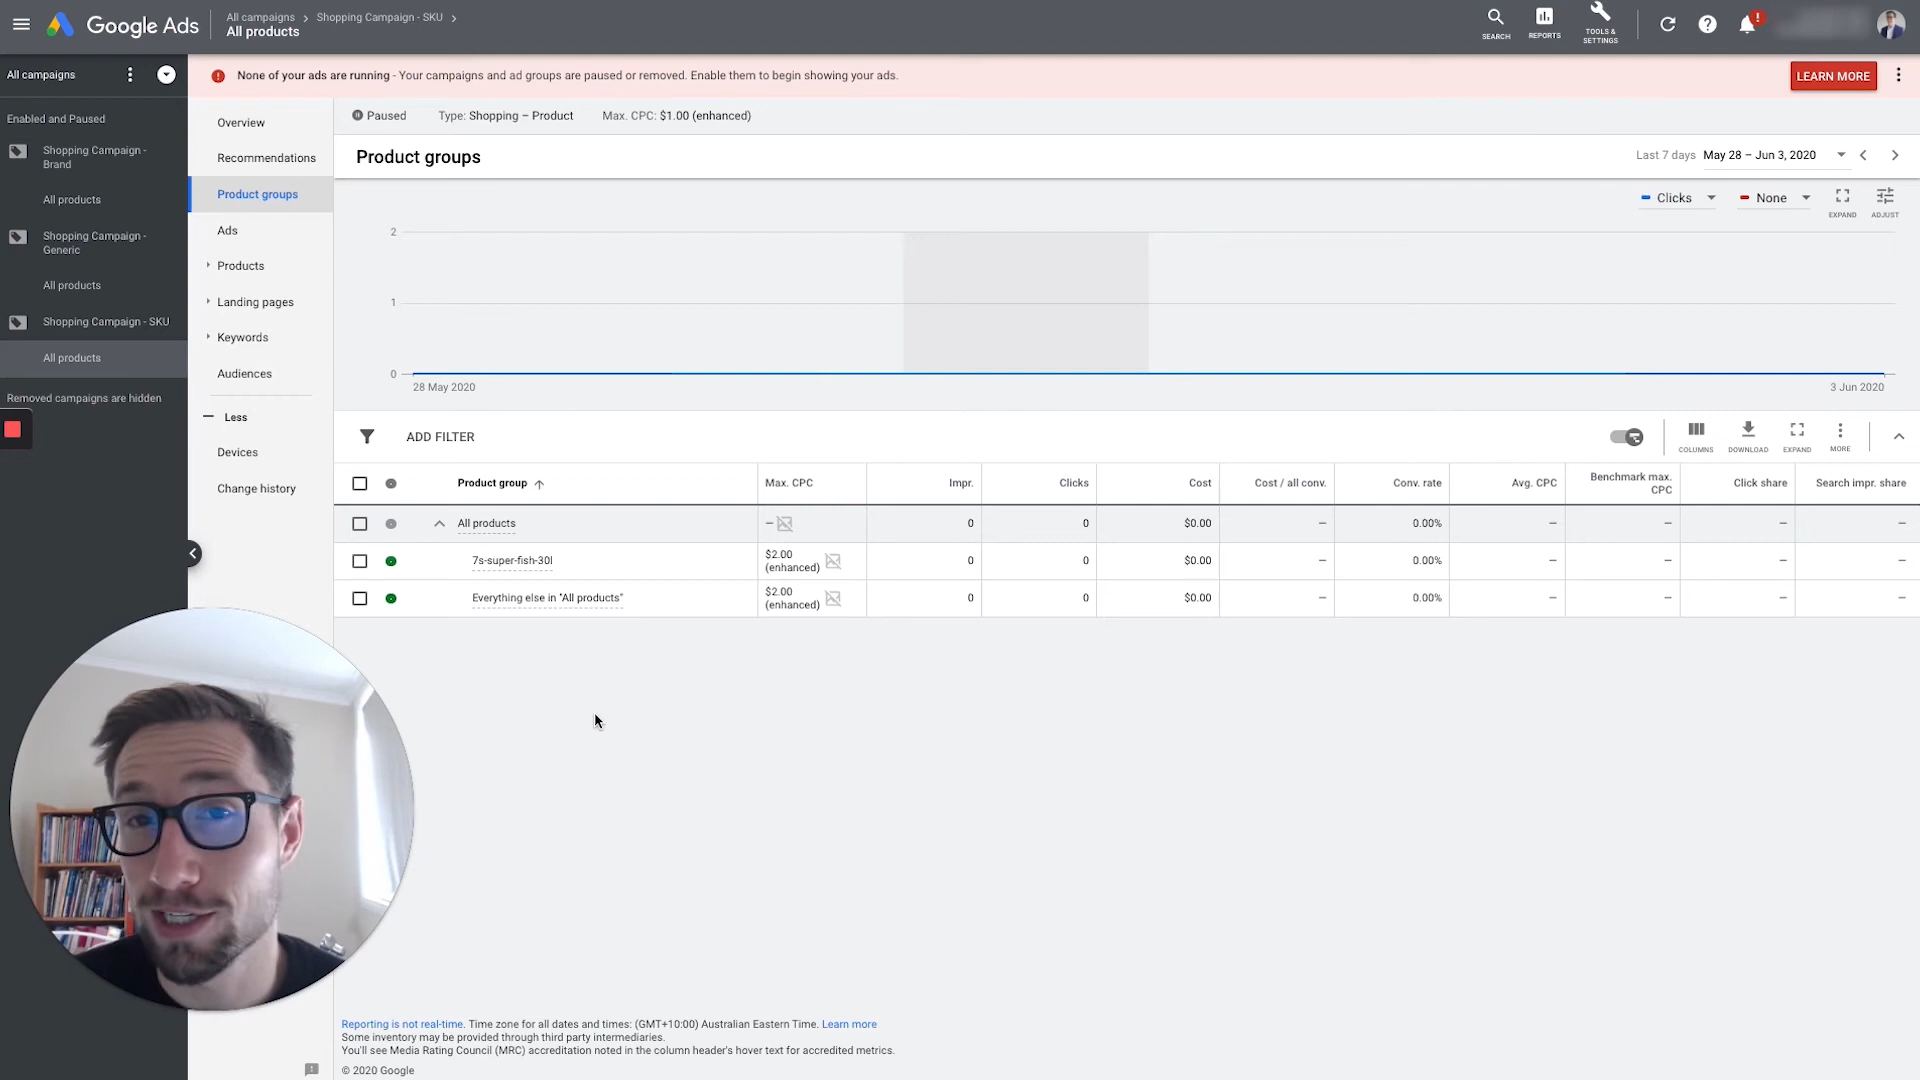 Google Ads
All campaigns
Shopping Campaign - SKU
All products
SEARCH
REPORTS
TOOLS &
SETTINGS
!
All campaigns
None of your ads are running - Your campaigns and ad groups are paused or removed. Enable them to begin showing your ads.
LEARN MORE
Enabled and Paused
Shopping Campaign -
Brand
All products
Shopping Campaign -
Generic
All products
Shopping Campaign - SKU
All products
Removed campaigns are hidden
Overview
Recommendations
Product groups
Ads
Products
Landing pages
Keywords
Audiences
Less
Devices
Change history
Paused
Type: Shopping – Product
Max. CPC: $1.00 (enhanced)
Product groups
Last 7 days May 28 – Jun 3, 2020
Clicks
None
EXPAND
ADJUST
2
1
0
28 May 2020
3 Jun 2020
ADD FILTER
COLUMNS
DOWNLOAD
EXPAND
MORE
Product group
Max. CPC
Impr.
Clicks
Cost
Cost / all conv.
Conv. rate
Avg. CPC
Benchmark max.
CPC
Click share
Search impr. share
All products – 0 0 $0.00 – 0.00% – – – –
7s-super-fish-30l $2.00 (enhanced) 0 0 $0.00 – 0.00% – – – –
Everything else in "All products" $2.00 (enhanced) 0 0 $0.00 – 0.00% – – – –
Reporting is not real-time. Time zone for all dates and times: (GMT+10:00) Australian Eastern Time. Learn more
Some inventory may be provided through third party intermediaries.
You'll see Media Rating Council (MRC) accreditation noted in the column header's hover text for accredited metrics.
© 2020 Google